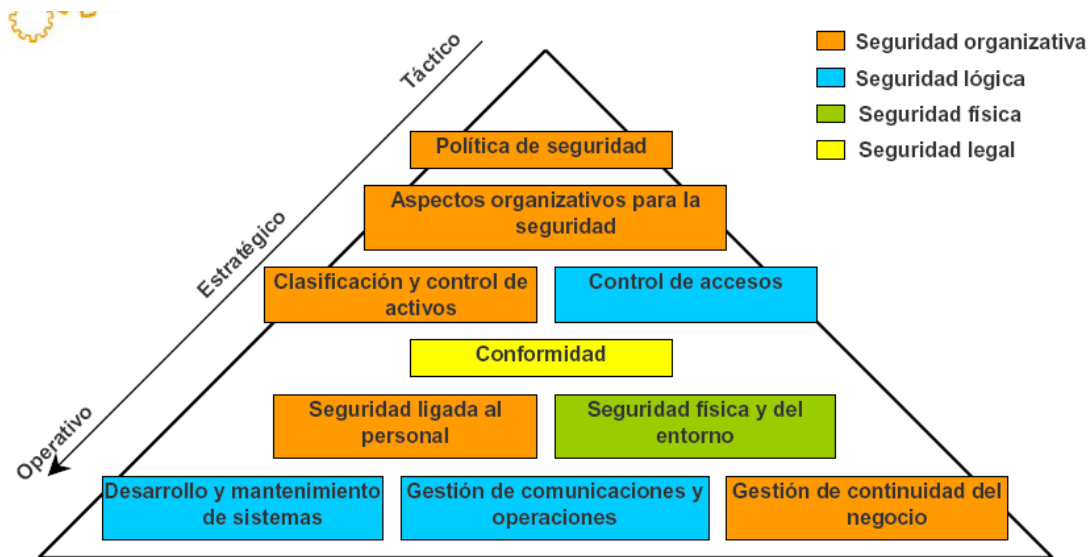 Táctico
Estratégico
Operativo
Seguridad organizativa
Seguridad lógica
Seguridad física
Seguridad legal
Política de seguridad
Aspectos organizativos para la
seguridad
Clasificación y control de
activos
Control de accesos
Conformidad
Seguridad ligada al
personal
Seguridad física y del
entorno
Desarrollo y mantenimiento
de sistemas
Gestión de comunicaciones y
operaciones
Gestión de continuidad del
negocio